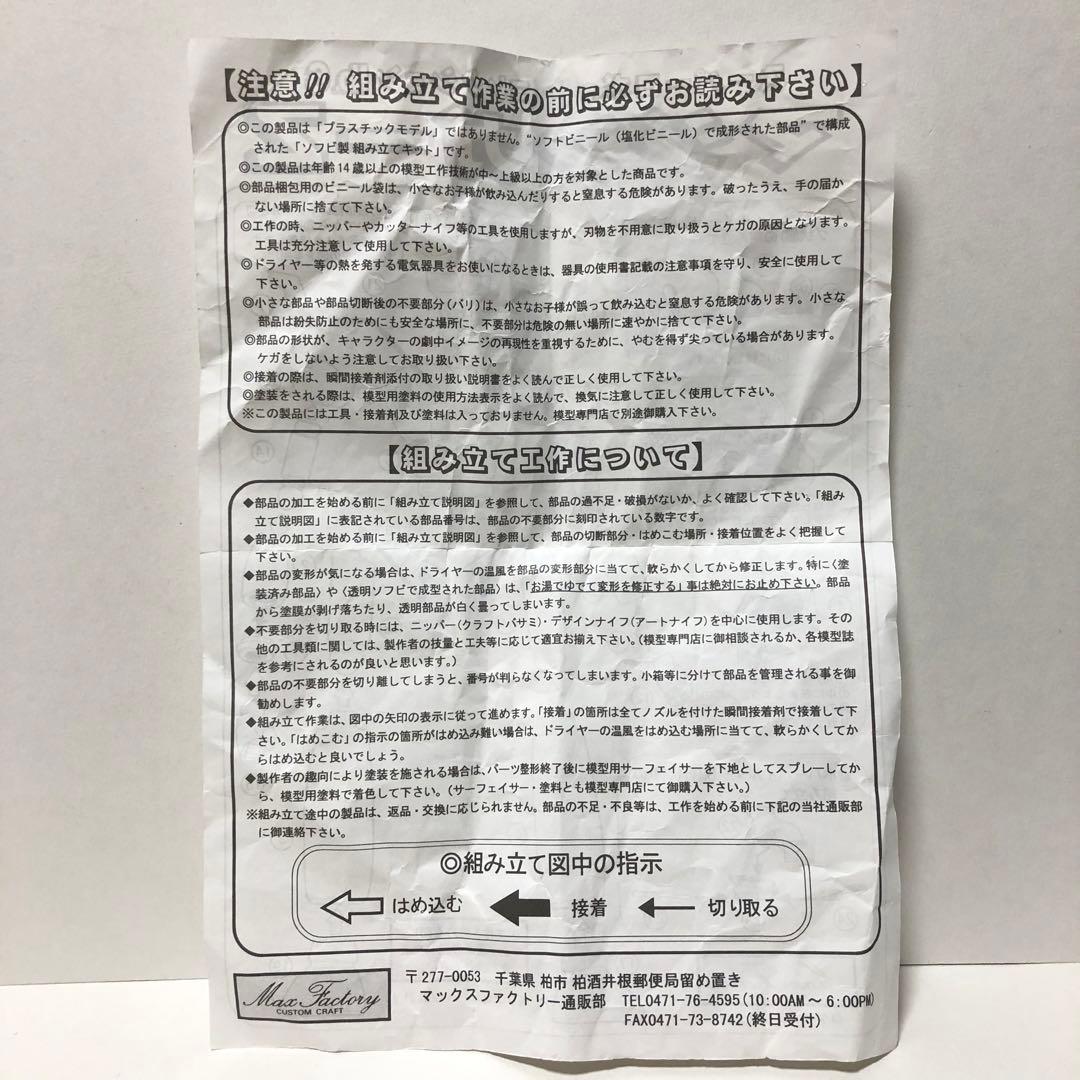 【注意!! 組み立て作業の前に必ずお読み下さい】
◎この製品は「プラスチックモデル」ではありません。“ソフトビニール（塩化ビニール）で成形された部品”で構成
された「ソフビ製 組み立てキット」です。
◎この製品は年齢14歳以上の模型工作技術が中〜上級以上の方を対象とした商品です。
◎部品梱包用のビニール袋は、小さなお子様が飲み込んだりすると窒息する危険があります。破ったうえ、手の届か
ない場所に捨てて下さい。
◎工作の時、ニッパーやカッターナイフ等の工具を使用しますが、刃物を不用意に取り扱うとケガの原因となります。
工具は充分注意して使用して下さい。
◎ドライヤー等の熱を発する電気器具をお使いになるときは、器具の使用書記載の注意事項を守り、安全に使用して
下さい。
◎小さな部品や部品切断後の不要部分（バリ）は、小さなお子様が誤って飲み込むと窒息する危険があります。小さな
部品は紛失防止のためにも安全な場所に、不要部分は危険の無い場所に速やかに捨てて下さい。
◎部品の形状が、キャラクターの劇中イメージの再現性を重視するために、やむを得ず尖っている場合があります。
ケガをしないよう注意してお取り扱い下さい。
◎接着の際は、瞬間接着剤添付の取り扱い説明書をよく読んで正しく使用して下さい。
◎塗装をされる際は、模型用塗料の使用方法表示をよく読んで、換気に注意して正しく使用して下さい。
※この製品には工具・接着剤及び塗料は入っておりません。模型専門店で別途御購入下さい。
【組み立て工作について】
◆部品の加工を始める前に「組み立て説明図」を参照して、部品の過不足・破損がないか、よく確認して下さい。「組み
立て説明図」に表記されている部品番号は、部品の不要部分に刻印されている数字です。
◆部品の加工を始める前に「組み立て説明図」を参照して、部品の切断部分・はめこむ場所・接着位置をよく把握して
下さい。
◆部品の変形が気になる場合は、ドライヤーの温風を部品の変形部分に当てて、軟らかくしてから修正します。特に〈塗
装済み部品〉や〈透明ソフビで成型された部品〉は、「お湯でゆでて変形を修正する」事は絶対にお止め下さい。部品
から塗膜が剥げ落ちたり、透明部品が白く曇ってしまいます。
◆不要部分を切り取る時には、ニッパー（クラフトバサミ）・デザインナイフ（アートナイフ）を中心に使用します。その
他の工具類に関しては、製作者の技量と工夫等に応じて適宜お揃え下さい。（模型専門店に御相談されるか、各模型誌
を参考にされるのが良いと思います。）
◆部品の不要部分を切り離してしまうと、番号が判らなくなってしまいます。小箱等に分けて部品を管理される事を御
勧めします。
◆組み立て作業は、図中の矢印の表示に従って進めます。「接着」の箇所は全てノズルを付けた瞬間接着剤で接着して下
さい。「はめこむ」の指示の箇所がはめ込み難い場合は、ドライヤーの温風をはめ込む場所に当てて、軟らかくしてか
らはめ込むと良いでしょう。
◆製作者の趣向により塗装を施される場合は、パーツ整形終了後に模型用サーフェイサーを下地としてスプレーしてか
ら、模型用塗料で着色して下さい。（サーフェイサー・塗料とも模型専門店にて御購入下さい。）
※組み立て途中の製品は、返品・交換に応じられません。部品の不足・不良等は、工作を始める前に下記の当社通販部
に御連絡下さい。
◎組み立て図中の指示
はめ込む 接着 切り取る
Max Factory
CUSTOM CRAFT
〒277-0053 千葉県 柏市 柏酒井根郵便局留め置き
マックスファクトリー通販部 TEL0471-76-4595(10:00AM〜6:00PM)
FAX0471-73-8742(終日受付)